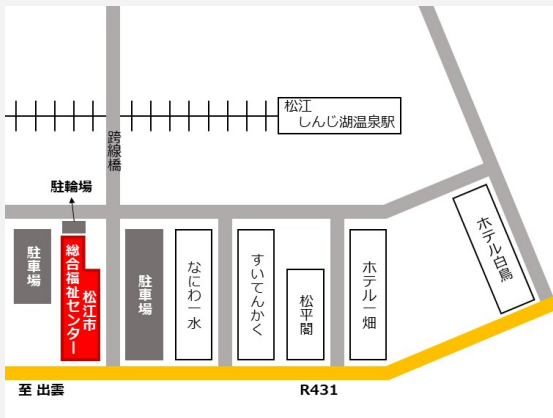 松江
しんじ湖温泉駅
跨線橋
駐輪場
駐車場
松江市
総合福祉センター
駐車場
なにわ一水
すいてんかく
松平閣
ホテル一畑
ホテル白鳥
至 出雲
R431